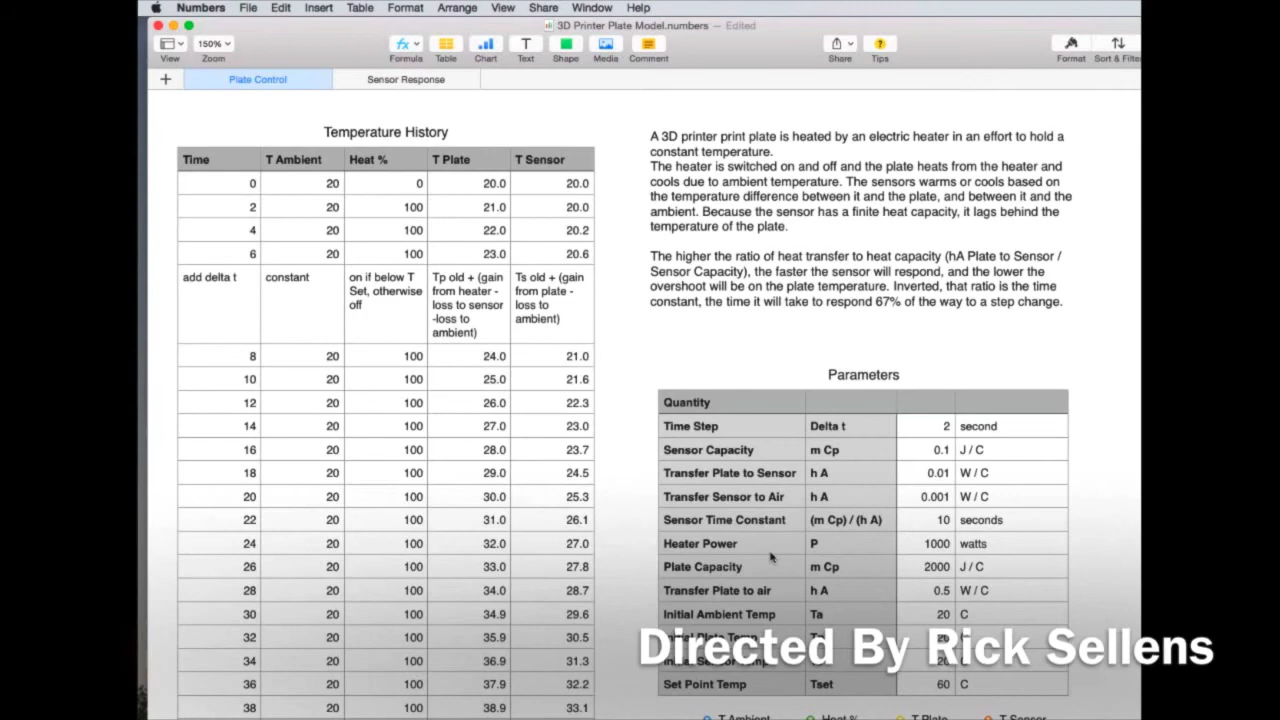 Numbers File Edit Insert Table Format Arrange View Share Window Help
3D Printer Plate Model.numbers — Edited
150%
View Zoom Formula Table Chart Text Shape Media Comment Share Tips Format Sort & Filte
Plate Control Sensor Response
Temperature History
Time T Ambient Heat % T Plate T Sensor
0 20 0 20.0 20.0
2 20 100 21.0 20.0
4 20 100 22.0 20.2
6 20 100 23.0 20.6
add delta t constant on if below T Set, otherwise off Tp old + (gain from heater - loss to sensor -loss to ambient) Ts old + (gain from plate - loss to ambient)
8 20 100 24.0 21.0
10 20 100 25.0 21.6
12 20 100 26.0 22.3
14 20 100 27.0 23.0
16 20 100 28.0 23.7
18 20 100 29.0 24.5
20 20 100 30.0 25.3
22 20 100 31.0 26.1
24 20 100 32.0 27.0
26 20 100 33.0 27.8
28 20 100 34.0 28.7
30 20 100 34.9 29.6
32 20 100 35.9 30.5
34 20 100 36.9 31.3
36 20 100 37.9 32.2
38 20 100 38.9 33.1
A 3D printer print plate is heated by an electric heater in an effort to hold a
constant temperature.
The heater is switched on and off and the plate heats from the heater and
cools due to ambient temperature. The sensors warms or cools based on
the temperature difference between it and the plate, and between it and the
ambient. Because the sensor has a finite heat capacity, it lags behind the
temperature of the plate.
The higher the ratio of heat transfer to heat capacity (hA Plate to Sensor /
Sensor Capacity), the faster the sensor will respond, and the lower the
overshoot will be on the plate temperature. Inverted, that ratio is the time
constant, the time it will take to respond 67% of the way to a step change.
Parameters
Quantity
Time Step Delta t 2 second
Sensor Capacity m Cp 0.1 J / C
Transfer Plate to Sensor h A 0.01 W / C
Transfer Sensor to Air h A 0.001 W / C
Sensor Time Constant (m Cp) / (h A) 10 seconds
Heater Power P 1000 watts
Plate Capacity m Cp 2000 J / C
Transfer Plate to air h A 0.5 W / C
Initial Ambient Temp Ta 20 C
Directed By Rick Sellens
Set Point Temp Tset 60 C
T Ambient Heat % T Plate T Sensor